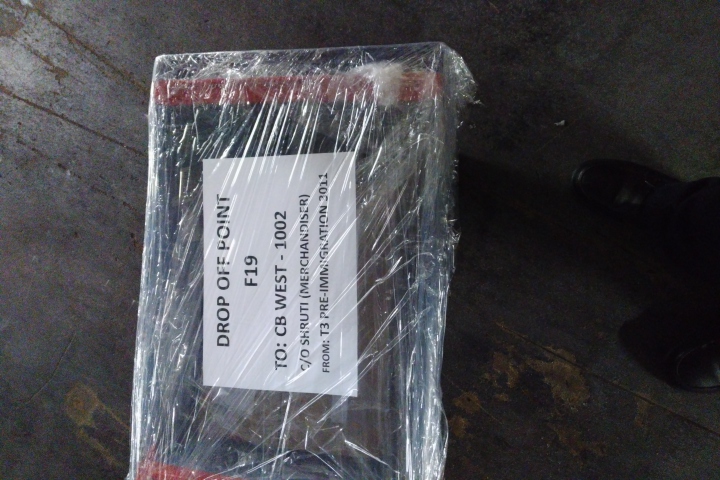 DROP OFF POINT
F19
TO: CB WEST - 1002
C/O SHRUTI (MERCHANDISER)
FROM: T3 PRE-IMMIGRATION 2011